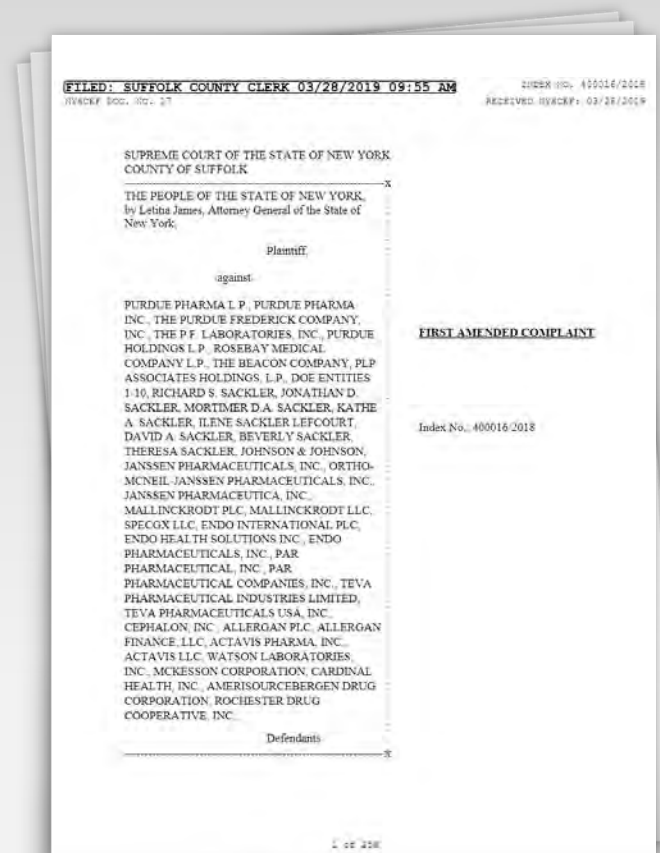 FILED: SUFFOLK COUNTY CLERK 03/28/2019 09:55 AM
INDEX NO. 400016/2018
NYSCEF DOC. NO. 17
RECEIVED NYSCEF: 03/28/2019
SUPREME COURT OF THE STATE OF NEW YORK
COUNTY OF SUFFOLK
THE PEOPLE OF THE STATE OF NEW YORK,
by Letitia James, Attorney General of the State of
New York,
Plaintiff,
against
PURDUE PHARMA L.P., PURDUE PHARMA
INC., THE PURDUE FREDERICK COMPANY,
INC., THE P.F. LABORATORIES, INC., PURDUE
HOLDINGS L.P., ROSEBAY MEDICAL
COMPANY L.P., THE BEACON COMPANY, PLP
ASSOCIATES HOLDINGS, L.P., DOE ENTITIES
1-10, RICHARD S. SACKLER, JONATHAN D.
SACKLER, MORTIMER D.A. SACKLER, KATHE
A. SACKLER, ILENE SACKLER LEFCOURT,
DAVID A. SACKLER, BEVERLY SACKLER,
THERESA SACKLER, JOHNSON & JOHNSON,
JANSSEN PHARMACEUTICALS, INC., ORTHO-
MCNEIL-JANSSEN PHARMACEUTICALS, INC.,
JANSSEN PHARMACEUTICA, INC.,
MALLINCKRODT PLC, MALLINCKRODT LLC,
SPECGX LLC, ENDO INTERNATIONAL PLC,
ENDO HEALTH SOLUTIONS INC., ENDO
PHARMACEUTICALS, INC., PAR
PHARMACEUTICAL, INC., PAR
PHARMACEUTICAL COMPANIES, INC., TEVA
PHARMACEUTICAL INDUSTRIES LIMITED,
TEVA PHARMACEUTICALS USA, INC.,
CEPHALON, INC., ALLERGAN PLC, ALLERGAN
FINANCE, LLC, ACTAVIS PHARMA, INC.,
ACTAVIS LLC, WATSON LABORATORIES,
INC., MCKESSON CORPORATION, CARDINAL
HEALTH, INC., AMERISOURCEBERGEN DRUG
CORPORATION, ROCHESTER DRUG
COOPERATIVE, INC.,
Defendants
FIRST AMENDED COMPLAINT
Index No.: 400016/2018
1 of 258